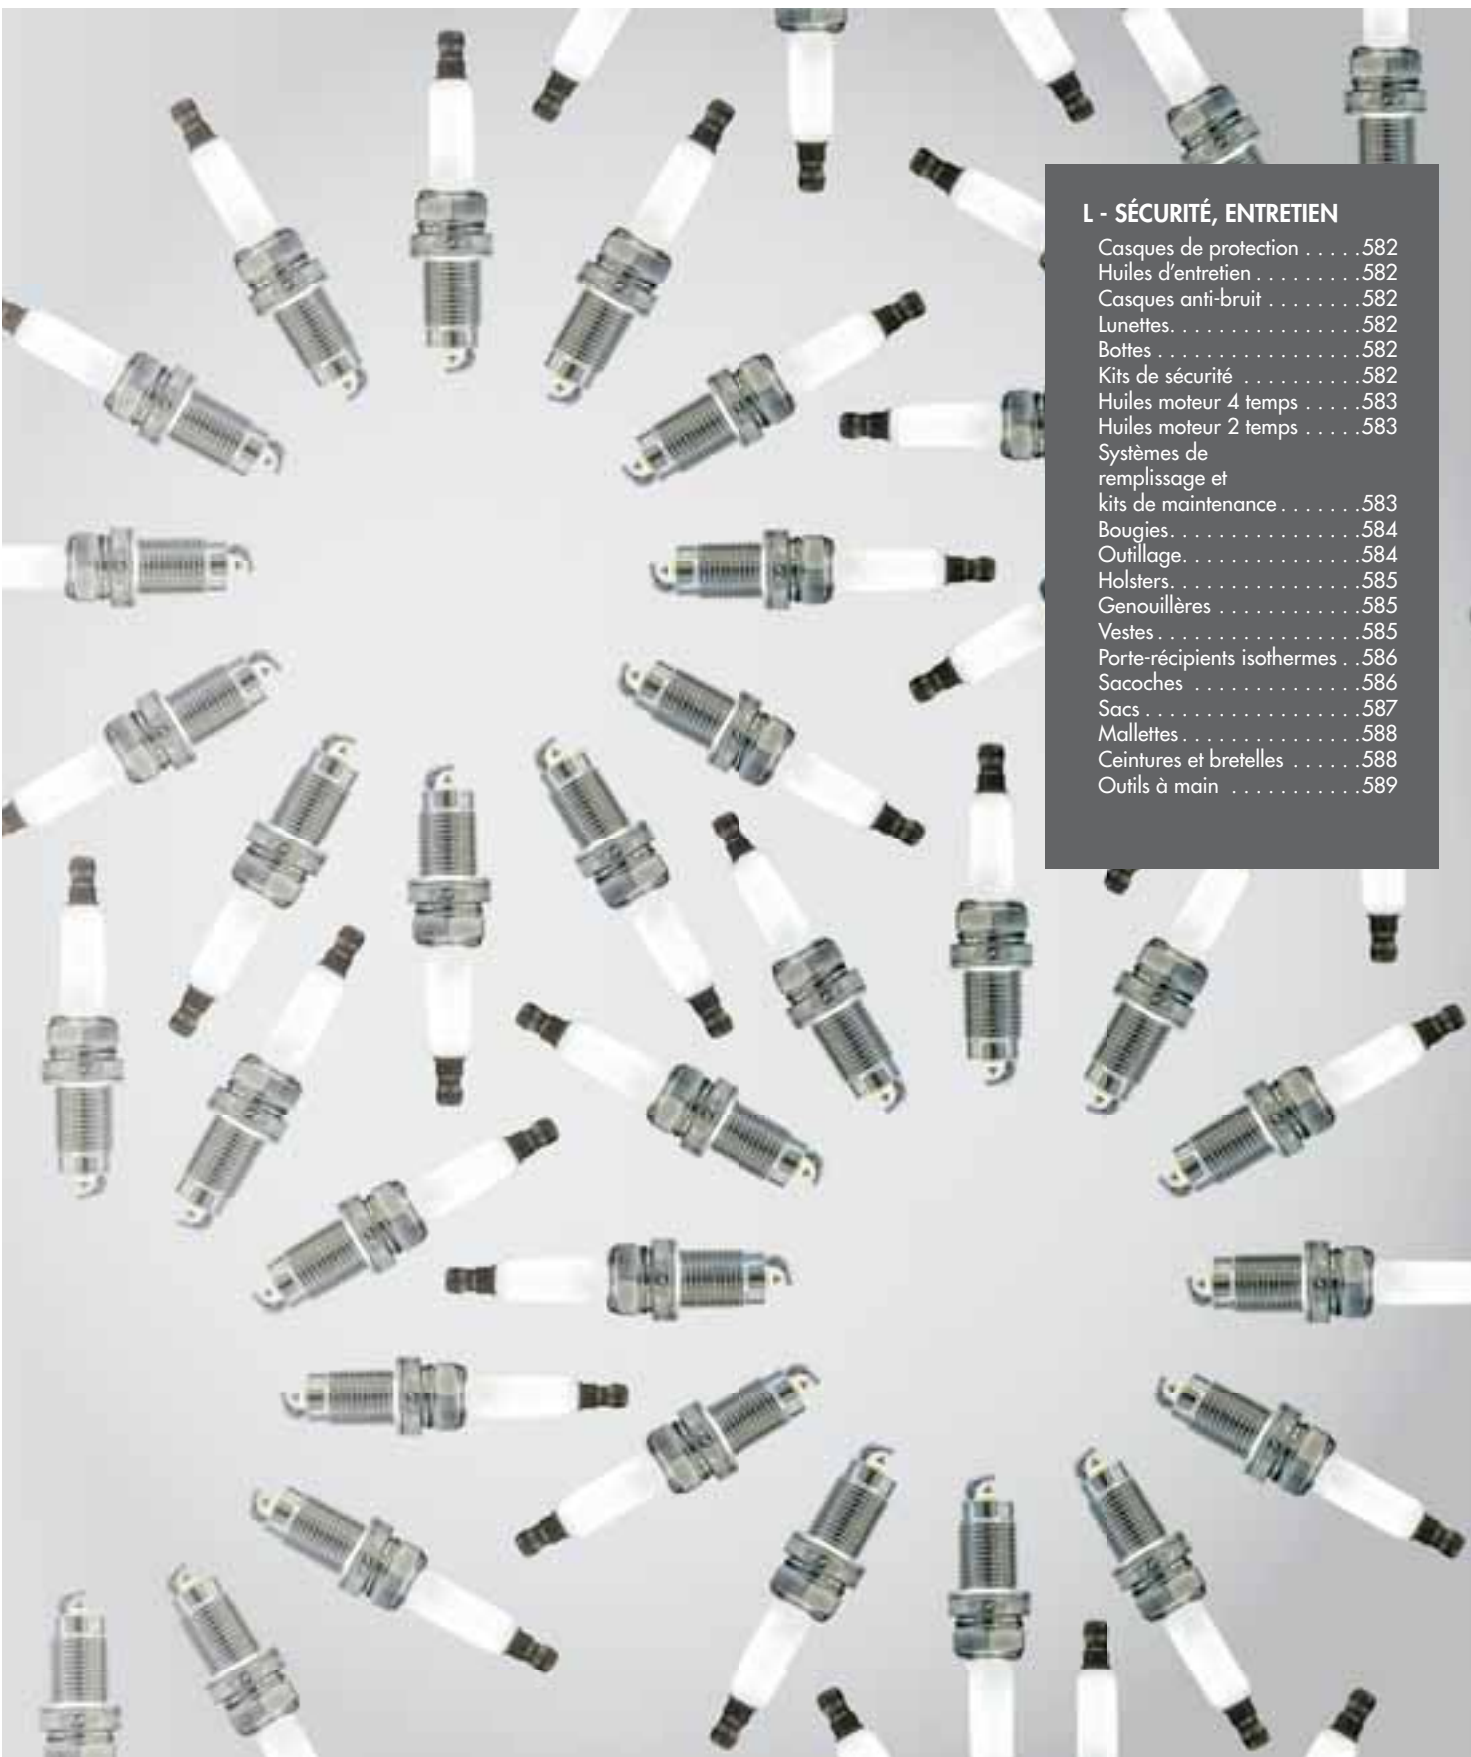 L - SÉCURITÉ, ENTRETIEN
Casques de protection . . . . .582
Huiles d'entretien . . . . . . . . .582
Casques anti-bruit . . . . . . . .582
Lunettes. . . . . . . . . . . . . . . .582
Bottes . . . . . . . . . . . . . . . . .582
Kits de sécurité . . . . . . . . . .582
Huiles moteur 4 temps . . . . .583
Huiles moteur 2 temps . . . . .583
Systèmes de
remplissage et
kits de maintenance . . . . . . .583
Bougies. . . . . . . . . . . . . . . .584
Outillage. . . . . . . . . . . . . . .584
Holsters. . . . . . . . . . . . . . . .585
Genouillères . . . . . . . . . . . .585
Vestes . . . . . . . . . . . . . . . . .585
Porte-récipients isothermes . .586
Sacoches . . . . . . . . . . . . . .586
Sacs . . . . . . . . . . . . . . . . . .587
Mallettes . . . . . . . . . . . . . . .588
Ceintures et bretelles . . . . . .588
Outils à main . . . . . . . . . . .589